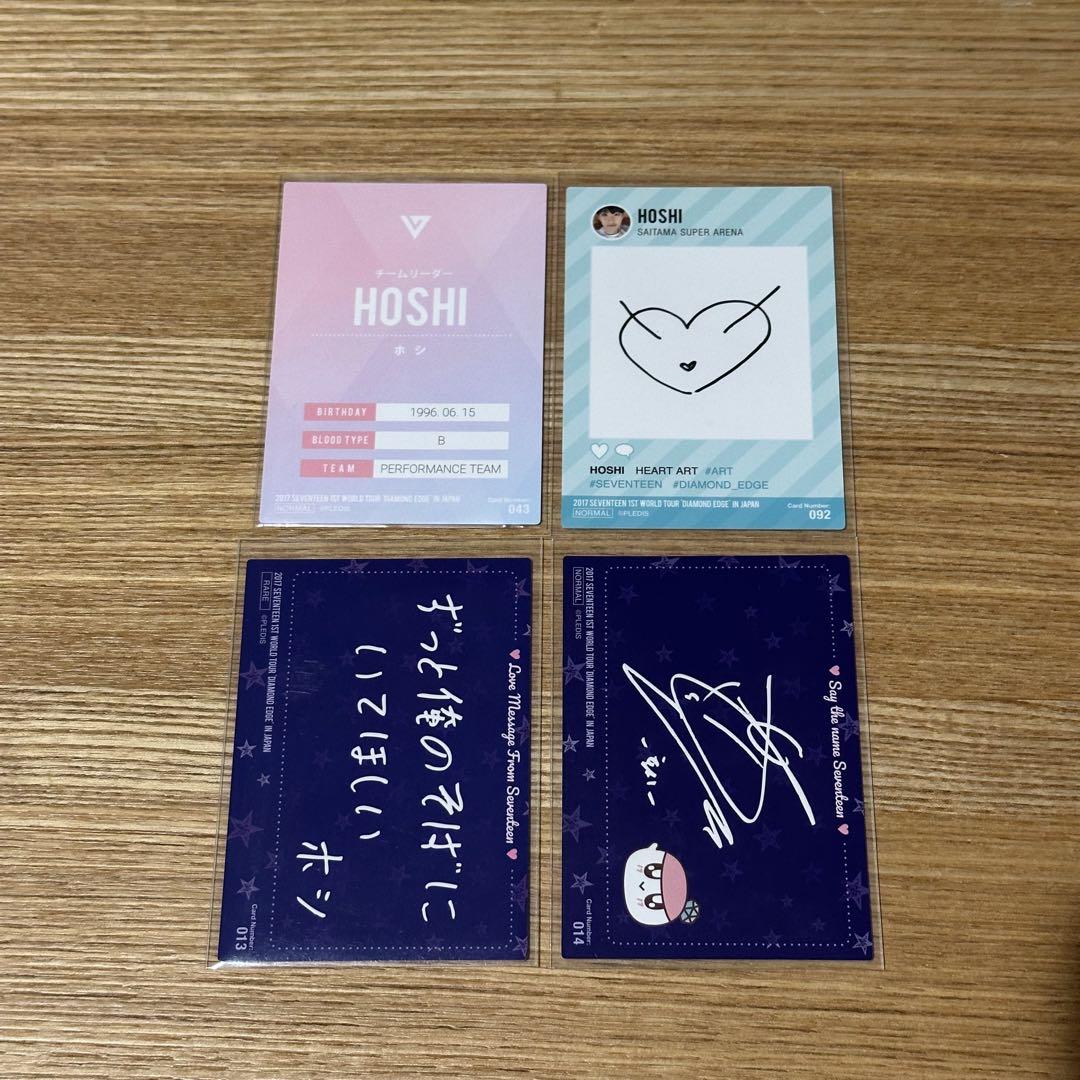 チームリーダー
HOSHI
ホシ
BIRTHDAY 1996. 06. 15
BLOOD TYPE B
TEAM PERFORMANCE TEAM
2017 SEVENTEEN 1ST WORLD TOUR 'DIAMOND EDGE' IN JAPAN
NORMAL ©PLEDIS
Card Number:
043
HOSHI
SAITAMA SUPER ARENA
HOSHI HEART ART #ART
#SEVENTEEN #DIAMOND_EDGE
2017 SEVENTEEN 1ST WORLD TOUR 'DIAMOND EDGE' IN JAPAN
NORMAL ©PLEDIS
Card Number:
092
Love Message From Seventeen
ずっと俺のそばに
いてほしい
ホシ
2017 SEVENTEEN 1ST WORLD TOUR 'DIAMOND EDGE' IN JAPAN
RARE ©PLEDIS
Card Number:
013
Say the name Seventeen
-호시-
2017 SEVENTEEN 1ST WORLD TOUR 'DIAMOND EDGE' IN JAPAN
NORMAL ©PLEDIS
Card Number:
014